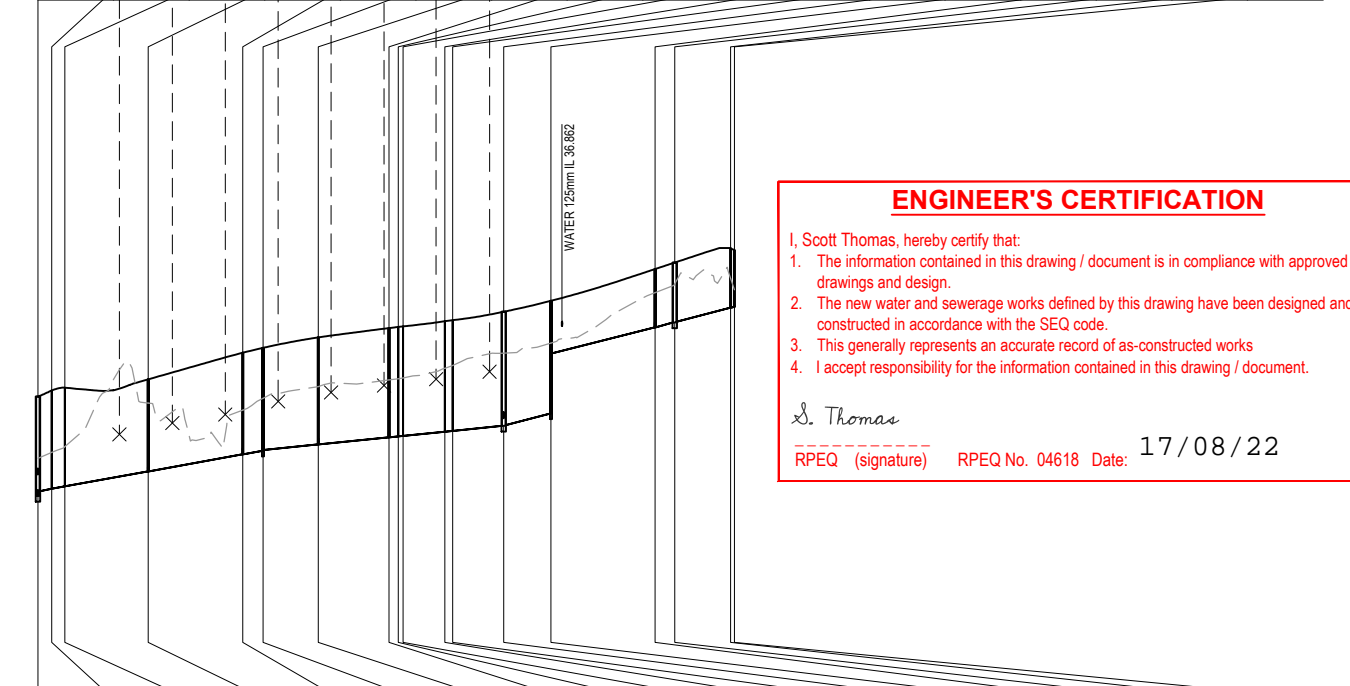 WATER 125mm IL 36.862
ENGINEER'S CERTIFICATION
I, Scott Thomas, hereby certify that:
1. The information contained in this drawing / document is in compliance with approved
drawings and design.
2. The new water and sewerage works defined by this drawing have been designed and
constructed in accordance with the SEQ code.
3. This generally represents an accurate record of as-constructed works
4. I accept responsibility for the information contained in this drawing / document.
S. Thomas
RPEQ (signature) RPEQ No. 04618 Date: 17/08/22